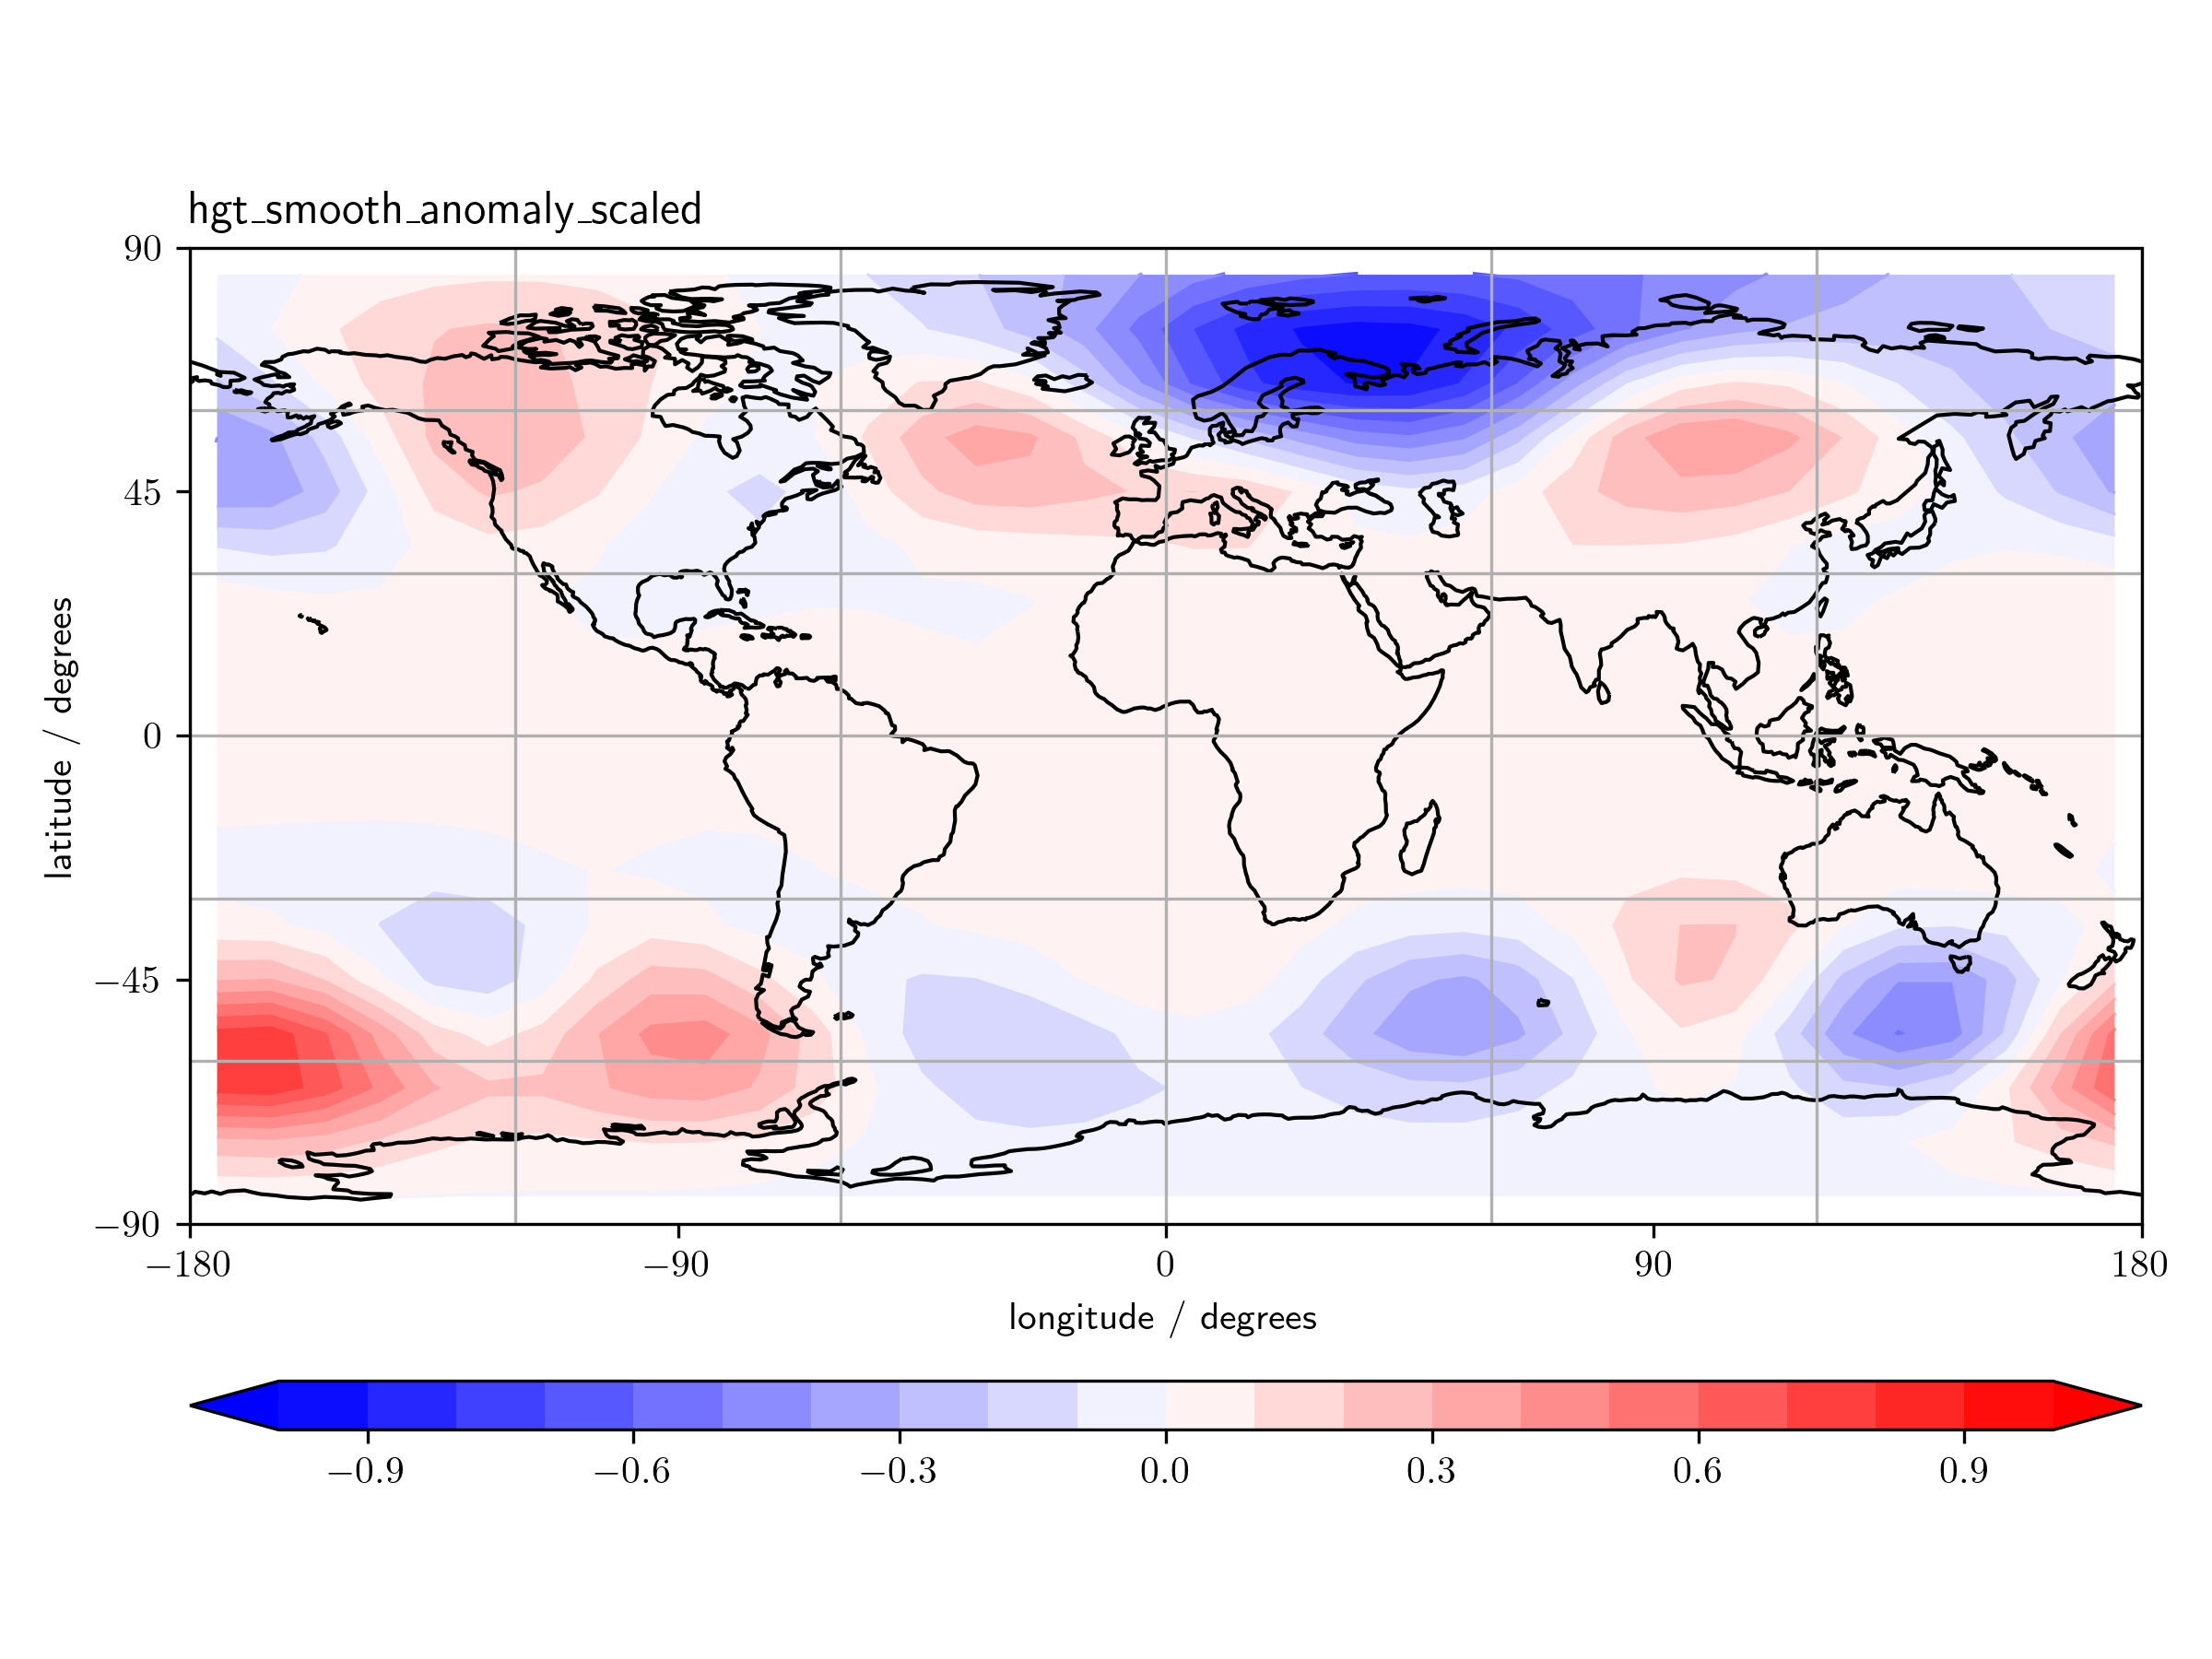 hgt_smooth_anomaly_scaled
90
45
0
−45
−90
latitude / degrees
−180 −90 0 90 180
longitude / degrees
−0.9 −0.6 −0.3 0.0 0.3 0.6 0.9